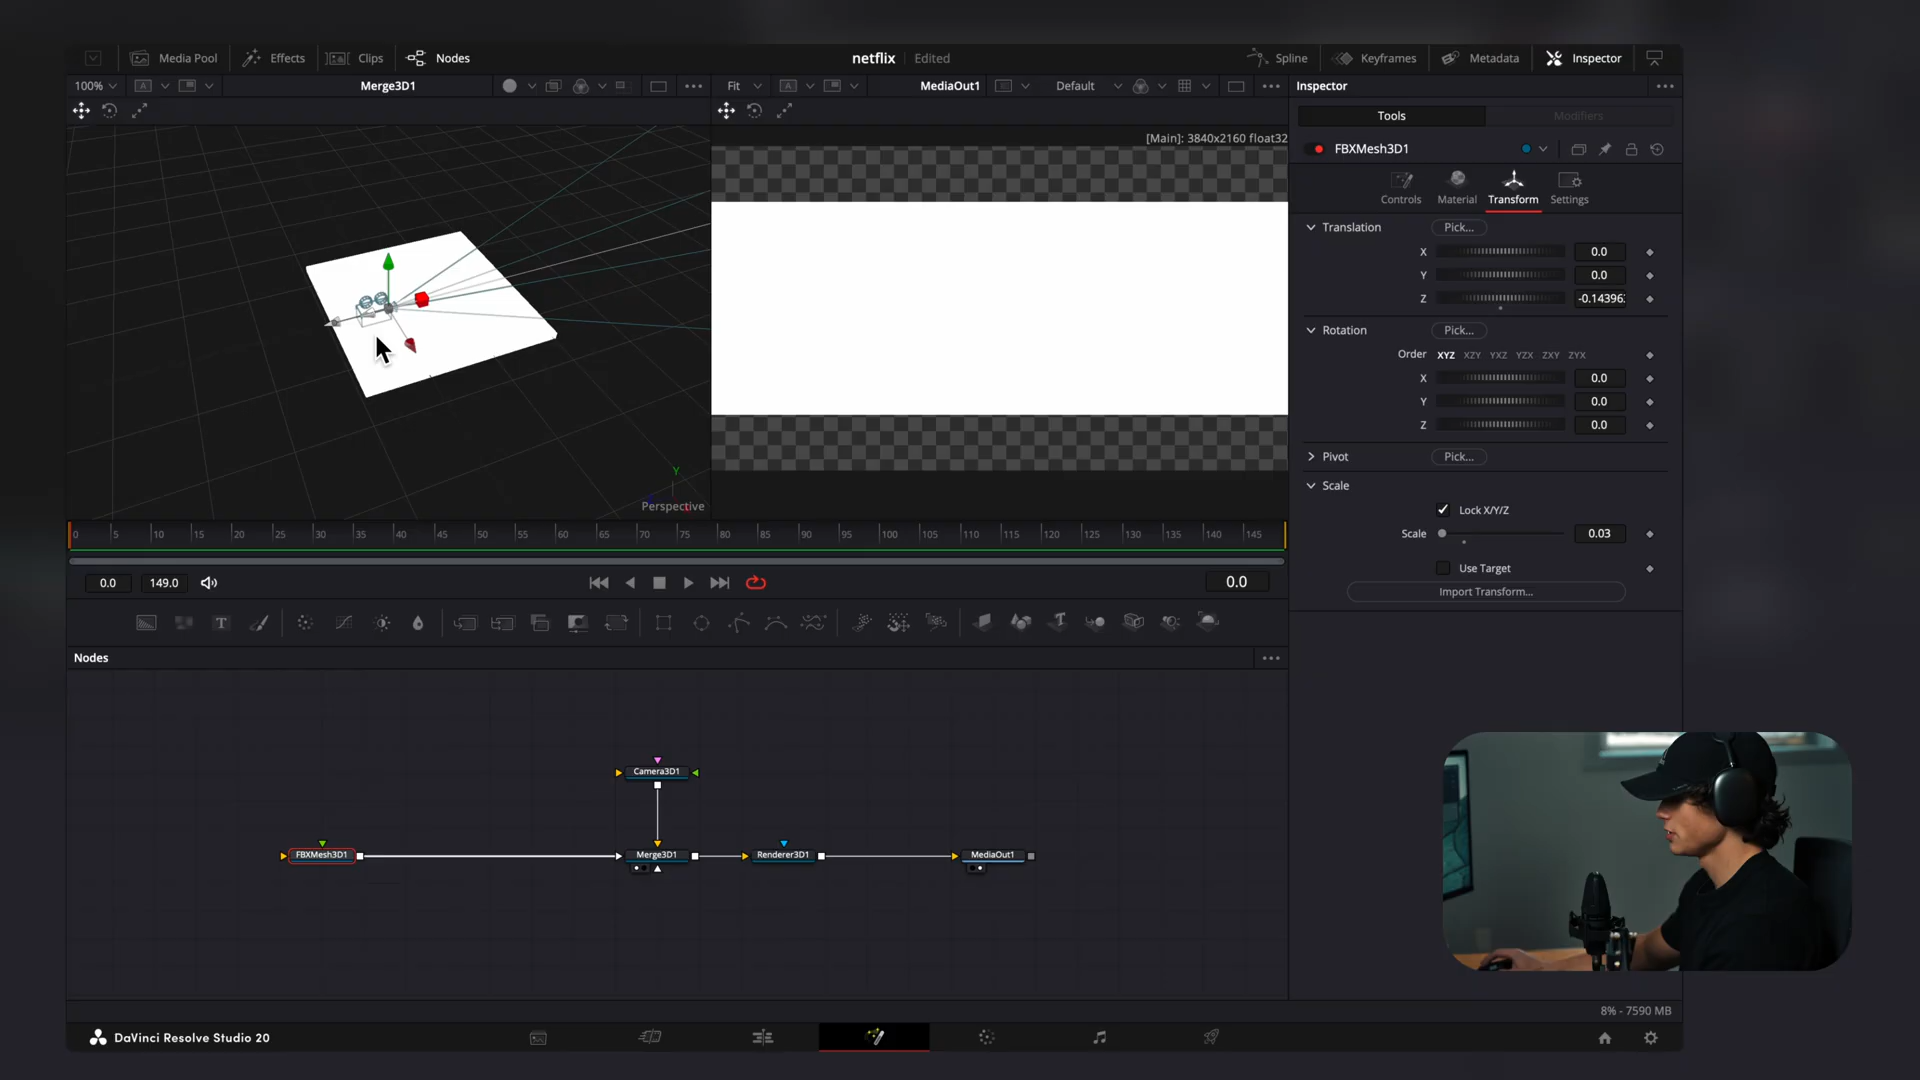 Media Pool Effects Clips Nodes netflix Edited Spline Keyframes Metadata Inspector
100% Merge3D1 Fit MediaOut1 Default Inspector
Tools Modifiers
[Main]: 3840x2160 float32
FBXMesh3D1
Controls Material Transform Settings
Translation Pick...
X 0.0
Y 0.0
Z -0.14396
Rotation Pick...
Order XYZ XZY YXZ YZX ZXY ZYX
X 0.0
Y 0.0
Z 0.0
Pivot Pick...
Scale
Lock X/Y/Z
Scale 0.03
Use Target
Import Transform...
Y
Perspective
0 5 10 15 20 25 30 35 40 45 50 55 60 65 70 75 80 85 90 95 100 105 110 115 120 125 130 135 140 145
0.0 149.0 0.0
Nodes
Camera3D1
FBXMesh3D1 Merge3D1 Renderer3D1 MediaOut1
8% - 7590 MB
DaVinci Resolve Studio 20